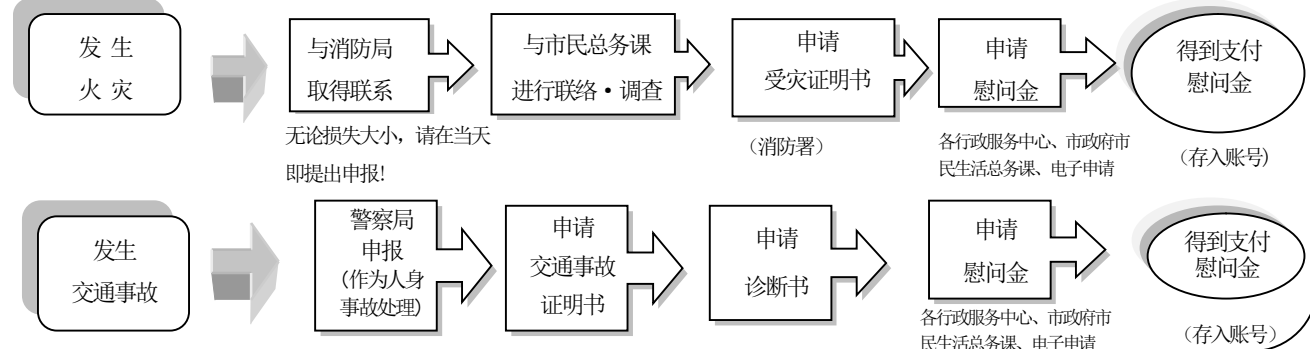 发 生
火 灾
与消防局
取得联系
无论损失大小，请在当天
即提出申报!
与市民总务课
进行联络・调查
申请
受灾证明书
（消防署）
申请
慰问金
各行政服务中心、市政府市
民生活总务课、电子申请
得到支付
慰问金
（存入账号)
发生
交通事故
警察局
申报
(作为人身
事故处理)
申请
交通事故
证明书
申请
诊断书
申请
慰问金
各行政服务中心、市政府市
民生活总务课、电子申请
得到支付
慰问金
（存入账号）